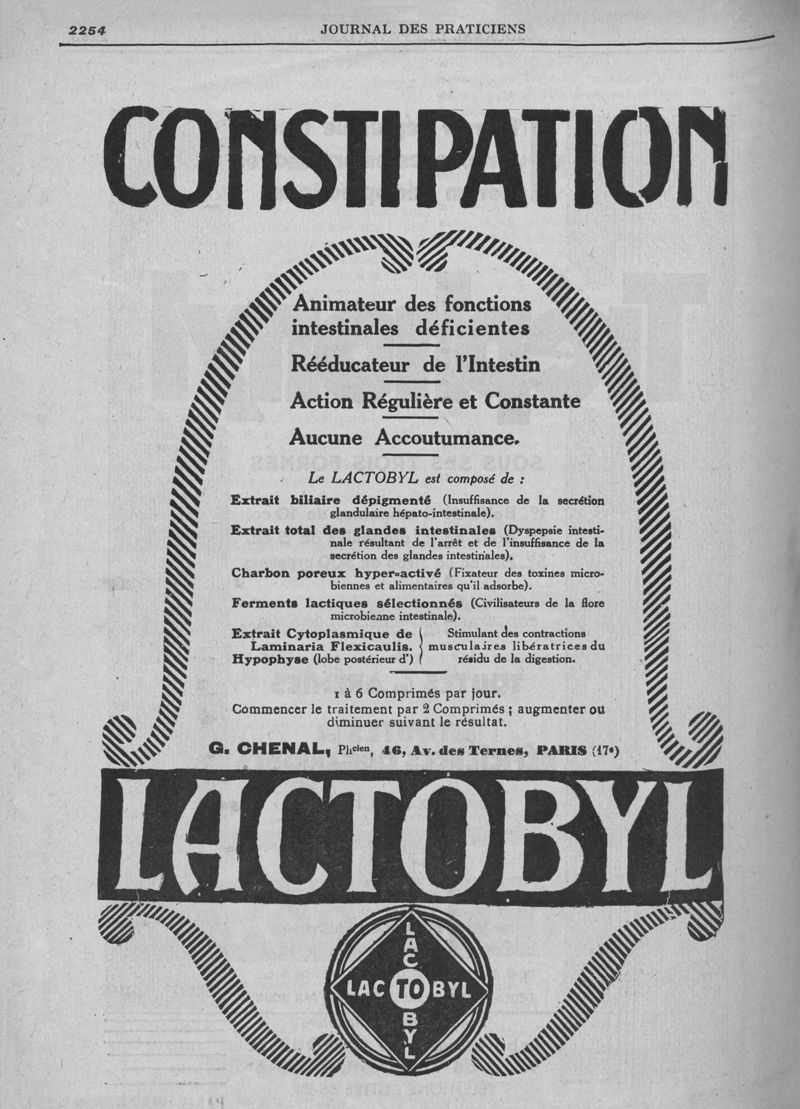 2254
JOURNAL DES PRATICIENS
CONSTIPATION
Animateur des fonctions
intestinales déficientes
Rééducateur de l'Intestin
Action Régulière et Constante
Aucune Accoutumance.
Le LACTOBYL est composé de :
Extrait biliaire dépigmenté (Insuffisance de la secrétion
glandulaire hépato-intestinale).
Extrait total des glandes intestinales (Dyspepsie intesti-
nale résultant de l'arrêt et de l'insuffisance de la
secrétion des glandes intestinales).
Charbon poreux hyper-activé (Fixateur des toxines micro-
biennes et alimentaires qu'il adsorbe).
Ferments lactiques sélectionnés (Civilisateurs de la flore
microbienne intestinale).
Extrait Cytoplasmique de
Laminaria Flexicaulis.
Hypophyse (lobe postérieur d')
Stimulant des contractions
musculaires libératrices du
résidu de la digestion.
1 à 6 Comprimés par jour.
Commencer le traitement par 2 Comprimés ; augmenter ou
diminuer suivant le résultat.
G. CHENAL, Phcien, 46, Av. des Ternes, PARIS (17e)
LACTOBYL
LACTOBYL
LACTOBYL